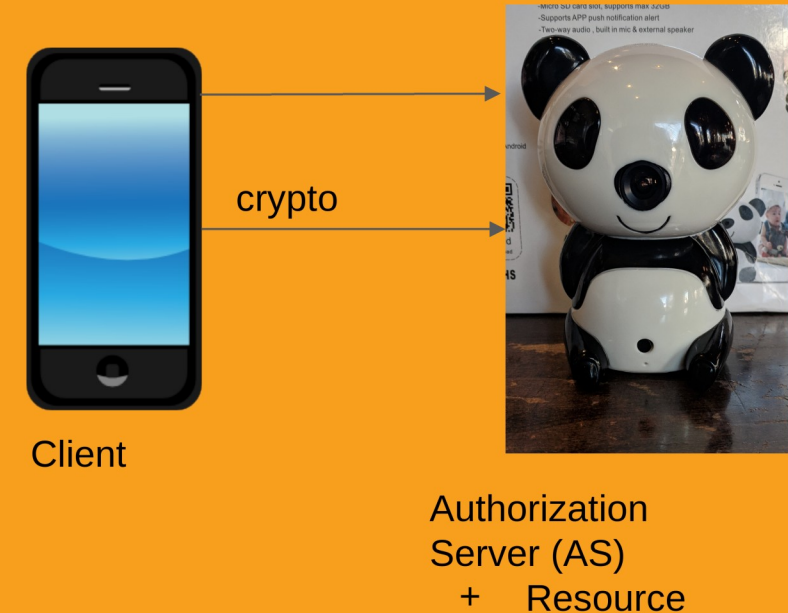 -Micro SD card slot, supports max 32GB
-Supports APP push notification alert
-Two-way audio , built in mic & external speaker
android
crypto
Client
Authorization
Server (AS)
+ Resource